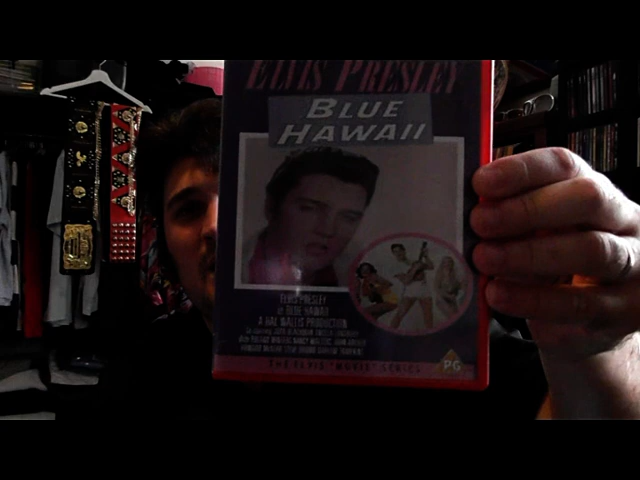 ELVIS PRESLEY
BLUE
HAWAII
ELVIS PRESLEY
in BLUE HAWAII
A HAL WALLIS PRODUCTION
THE ELVIS "MOVIE" SERIES
PG